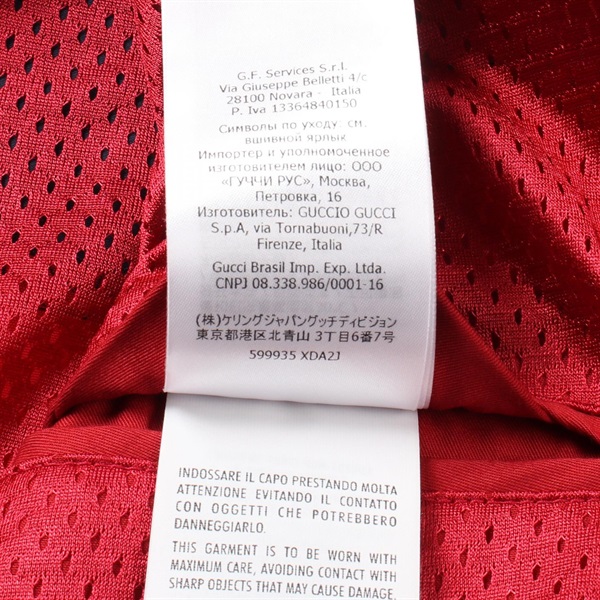 G.F. Services S.r.l.
Via Giuseppe Belletti 4/c
28100 Novara - Italia
P. Iva 13364840150
Символы по уходу: см.
вшивной ярлык.
Импортер и уполномоченное
изготовителем лицо: ООО
«ГУЧЧИ РУС», Москва,
Петровка, 16
Изготовитель: GUCCIO GUCCI
S.p.A, via Tornabuoni,73/R
Firenze, Italia
Gucci Brasil Imp. Exp. Ltda.
CNPJ 08.338.986/0001-16
(株)ケリングジャパングッチディビジョン
東京都港区北青山 3丁目6番7号
599935 XDA2J
INDOSSARE IL CAPO PRESTANDO MOLTA
ATTENZIONE EVITANDO IL CONTATTO
CON OGGETTI CHE POTREBBERO
DANNEGGIARLO.
THIS GARMENT IS TO BE WORN WITH
MAXIMUM CARE, AVOIDING CONTACT WITH
SHARP OBJECTS THAT MAY CAUSE DAMAGE